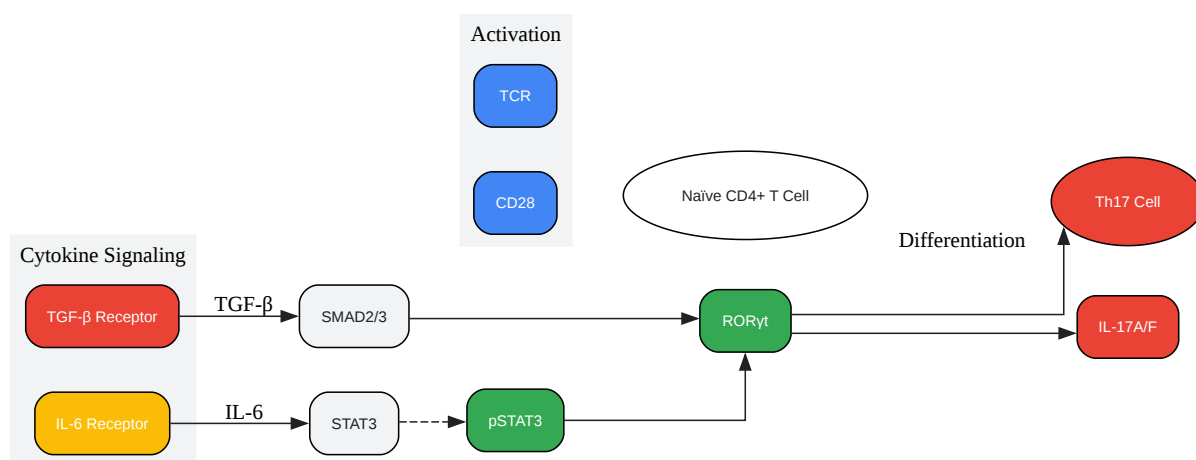 Activation
TCR
CD28
Naïve CD4+ T Cell
Th17 Cell
Differentiation
Cytokine Signaling
TGF-β Receptor
TGF-β
SMAD2/3
RORγt
IL-17A/F
IL-6 Receptor
IL-6
STAT3
pSTAT3